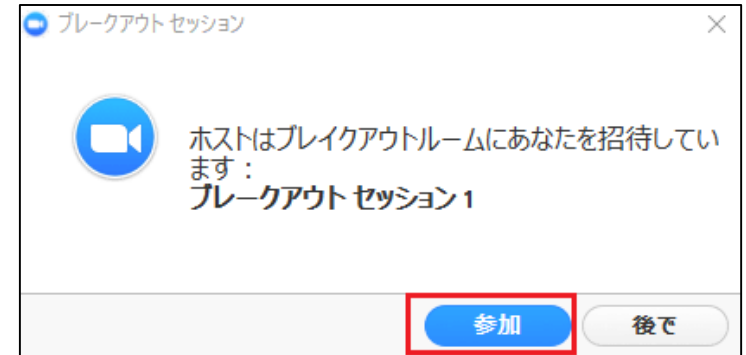 ブレークアウト セッション
ホストはブレイクアウトルームにあなたを招待してい
ます：
ブレークアウト セッション 1
参加
後で